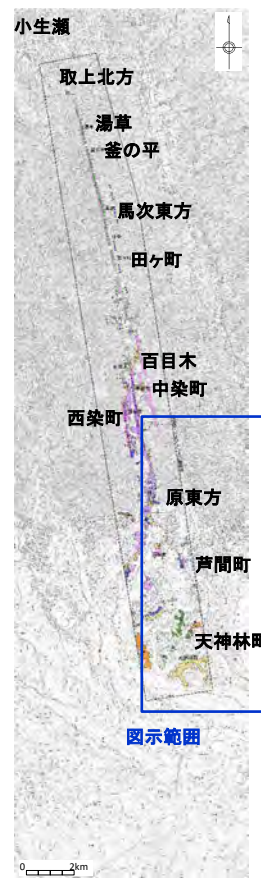 小生瀬
取上北方
湯草
釜の平
馬次東方
田ヶ町
百目木
中染町
西染町
原東方
芦間町
天神林町
図示範囲
0 2km